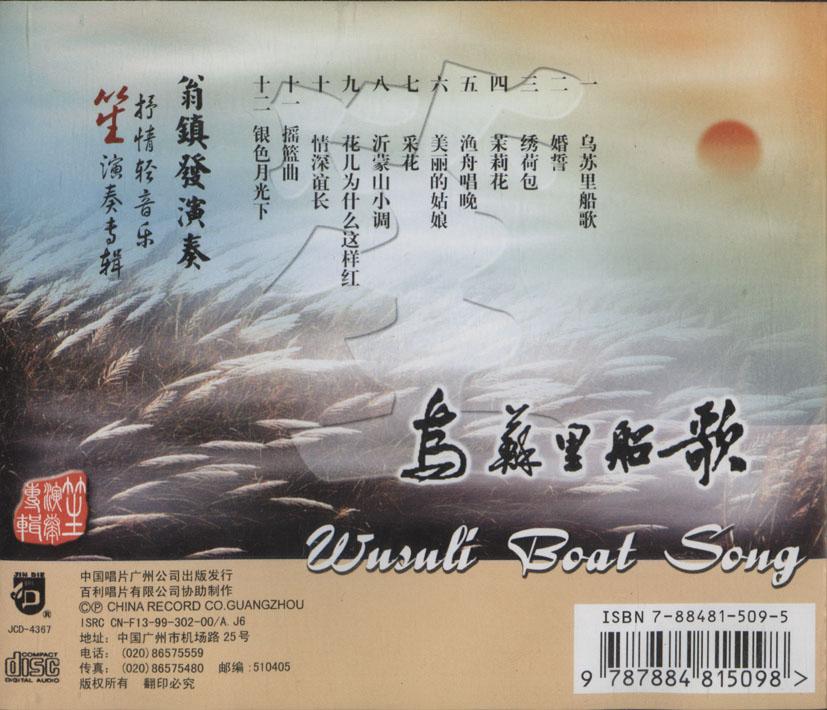 一 乌苏里船歌
二 婚誓
三 绣荷包
四 茉莉花
五 渔舟唱晚
六 美丽的姑娘
七 采花
八 沂蒙山小调
九 花儿为什么这样红
十 情深谊长
十一 摇篮曲
十二 银色月光下
翁鎮發演奏
抒情轻音乐
笙演奏专辑
烏蘇里船歌
Wusuli Boat Song
笙
演奏
專輯
JIN DIE
®
JCD-4367
COMPACT
disc
DIGITAL AUDIO
中国唱片广州公司出版发行
百利唱片有限公司协助制作
©℗ CHINA RECORD CO.GUANGZHOU
ISRC CN-F13-99-302-00/A.J6
地址：中国广州市机场路25号
电话：(020)86575559
传真：(020)86575480 邮编:510405
版权所有 翻印必究
ISBN 7-88481-509-5
9 787884 815098 >